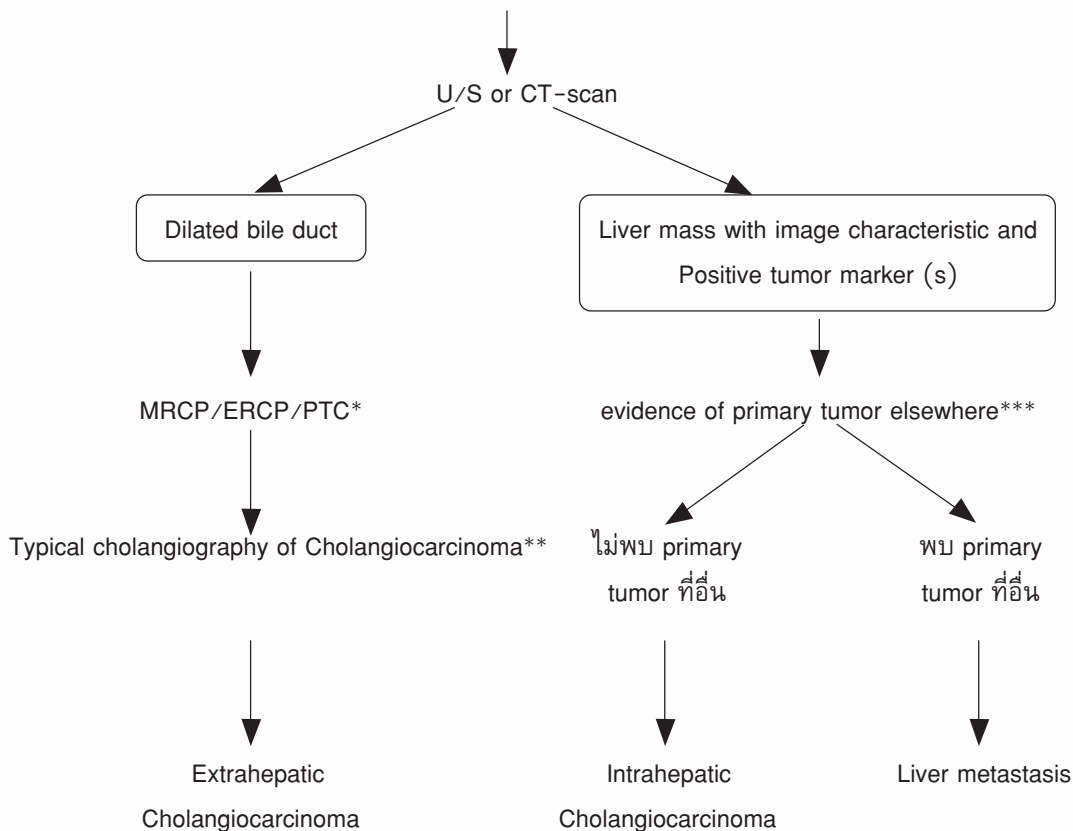 U/S or CT-scan
Dilated bile duct
Liver mass with image characteristic and
Positive tumor marker (s)
MRCP/ERCP/PTC*
evidence of primary tumor elsewhere***
Typical cholangiography of Cholangiocarcinoma**
ไม่พบ primary
tumor ที่อื่น
พบ primary
tumor ที่อื่น
Extrahepatic
Cholangiocarcinoma
Intrahepatic
Cholangiocarcinoma
Liver metastasis